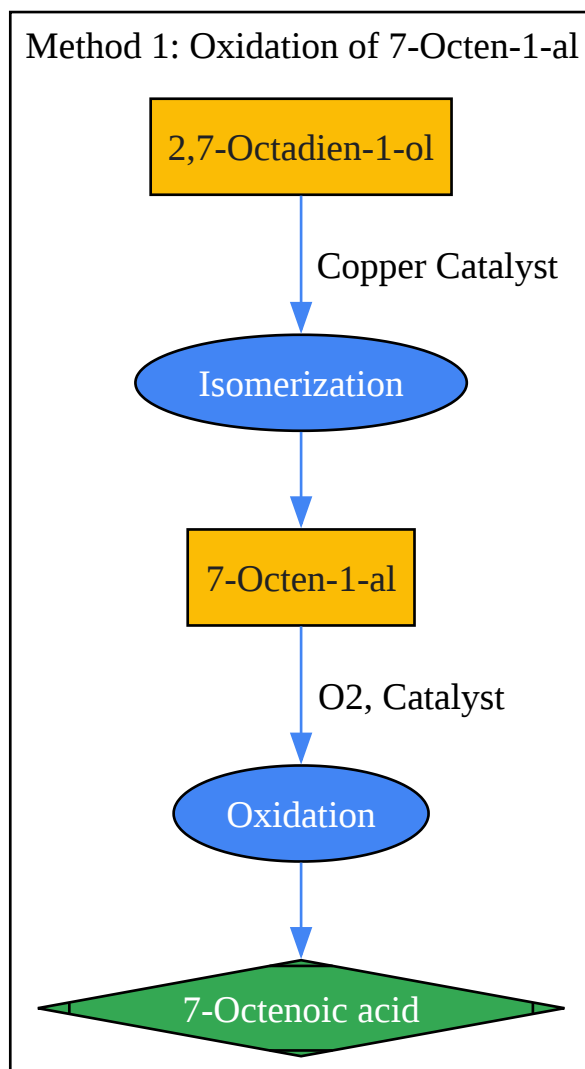 Method 1: Oxidation of 7-Octen-1-al
2,7-Octadien-1-ol
Copper Catalyst
Isomerization
7-Octen-1-al
O2, Catalyst
Oxidation
7-Octenoic acid